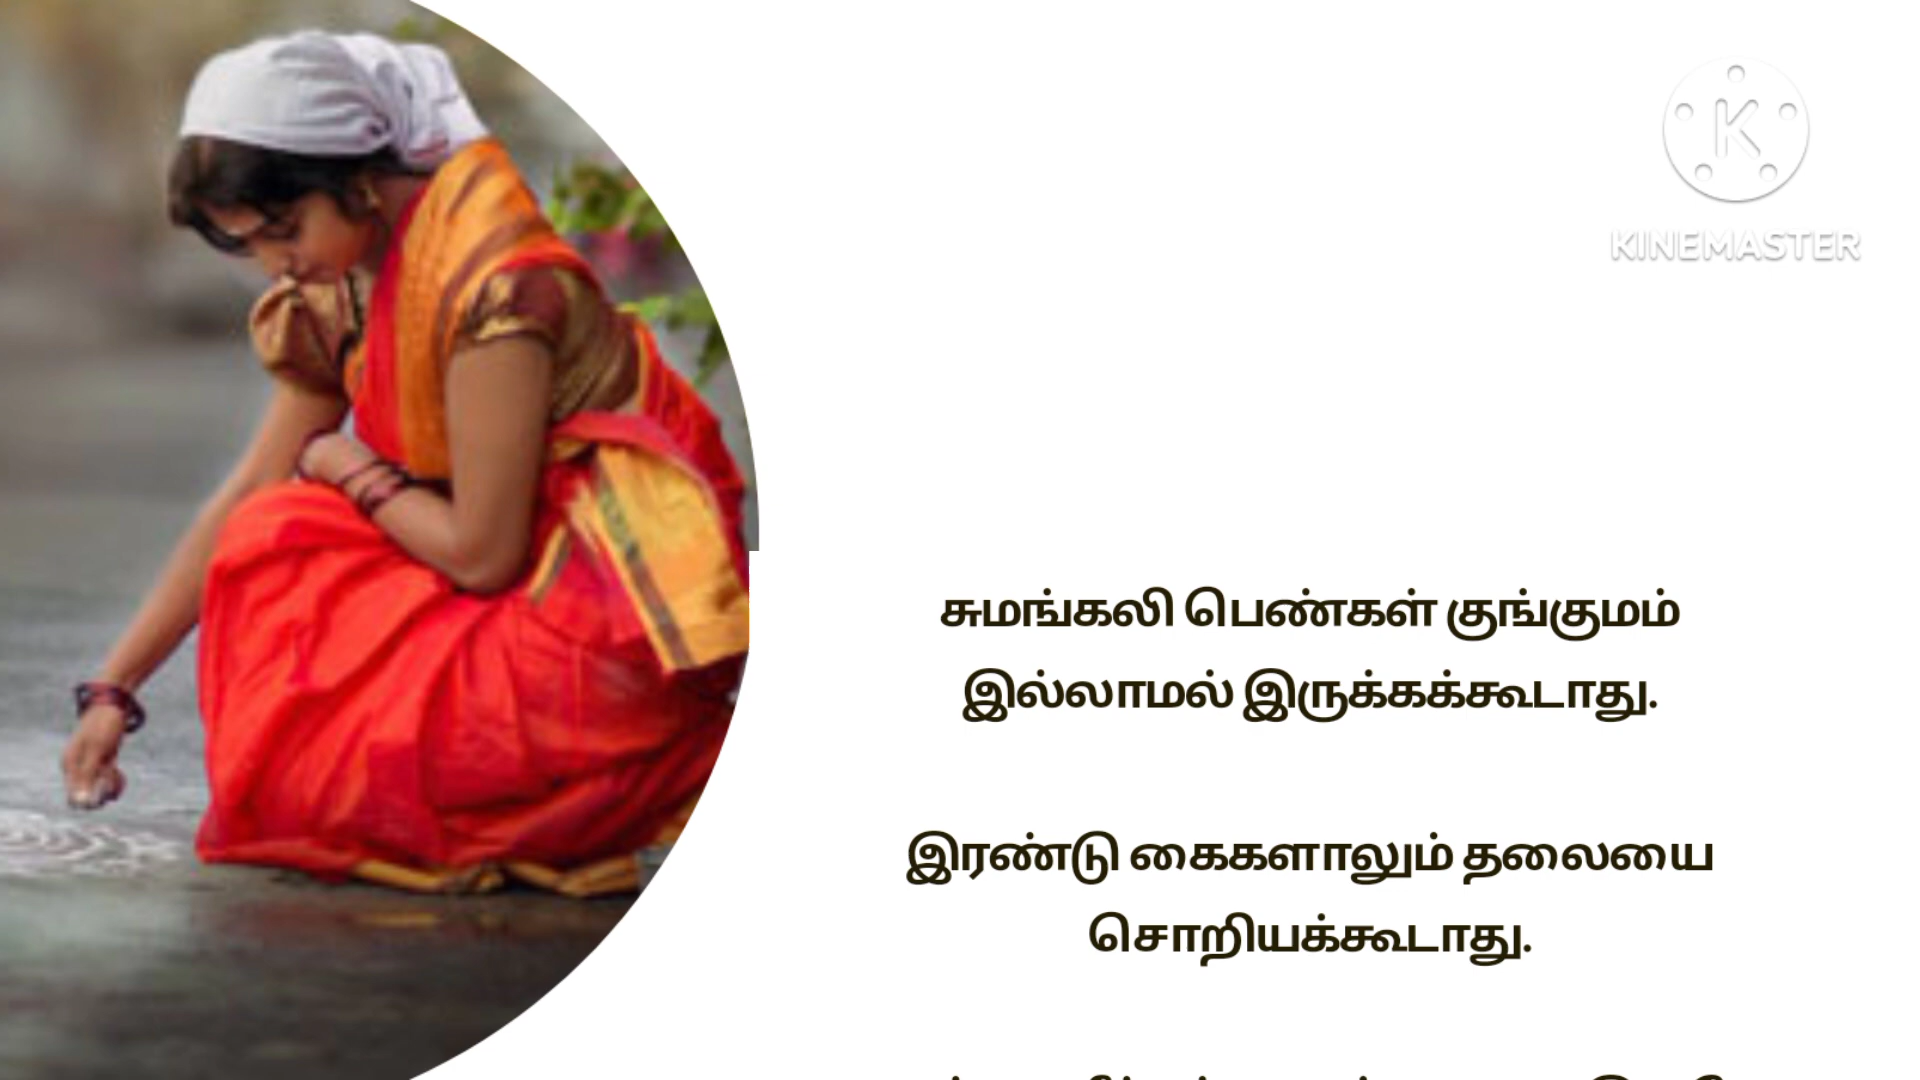 KINEMASTER
சுமங்கலி பெண்கள் குங்குமம்
இல்லாமல் இருக்கக்கூடாது.
இரண்டு கைகளாலும் தலையை
சொறியக்கூடாது.